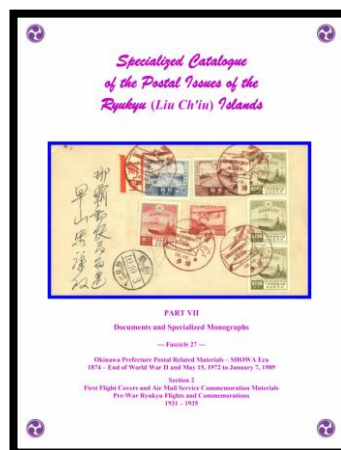 Specialized Catalogue
of the Postal Issues of the
Ryukyu (Liu Ch'iu) Islands
PART VII
Documents and Specialized Monographs
— Fascicle 27 —
Okinawa Prefecture Postal Related Materials – SHOWA Era
1874 – End of World War II and May 15, 1972 to January 7, 1989
Section 2
First Flight Covers and Air Mail Service Commemoration Materials
Pre-War Ryukyu Flights and Commemorations
1931 – 1935